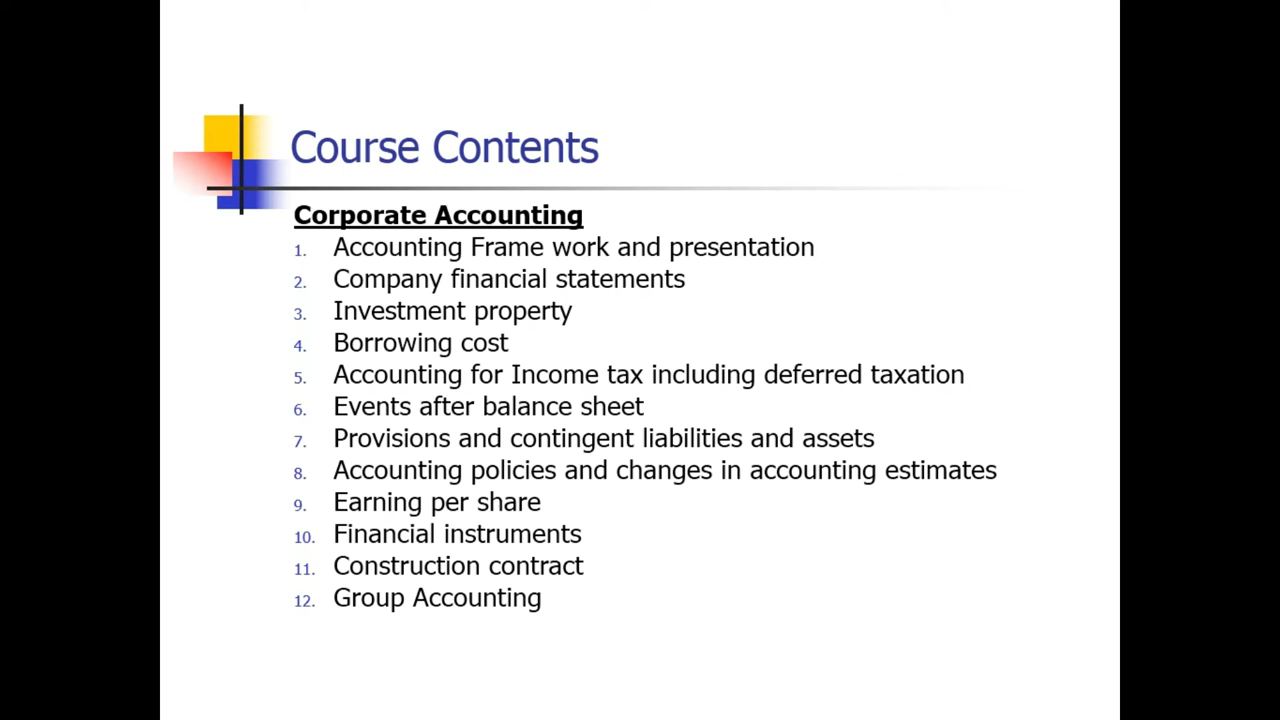 Course Contents
Corporate Accounting
1. Accounting Frame work and presentation
2. Company financial statements
3. Investment property
4. Borrowing cost
5. Accounting for Income tax including deferred taxation
6. Events after balance sheet
7. Provisions and contingent liabilities and assets
8. Accounting policies and changes in accounting estimates
9. Earning per share
10. Financial instruments
11. Construction contract
12. Group Accounting